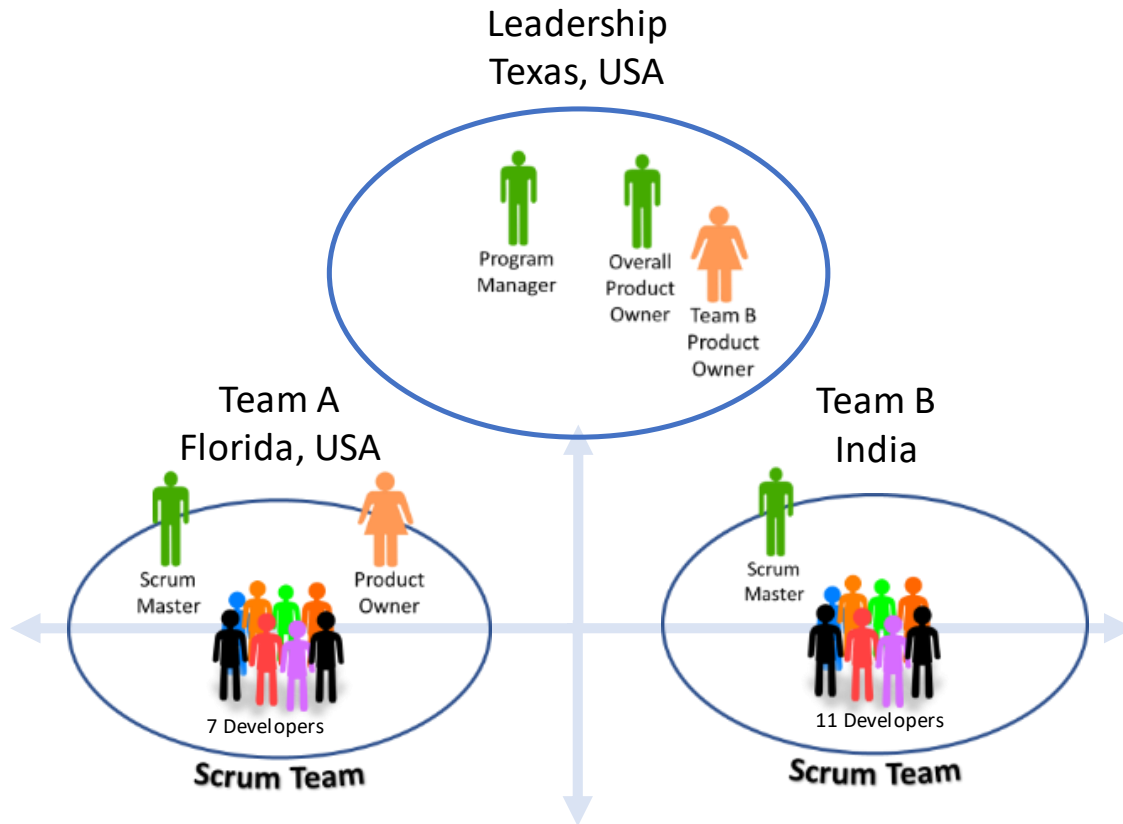 Leadership
Texas, USA
Program
Manager
Overall
Product
Owner
Team B
Product
Owner
Team A
Florida, USA
Scrum
Master
Product
Owner
7 Developers
Scrum Team
Team B
India
Scrum
Master
11 Developers
Scrum Team